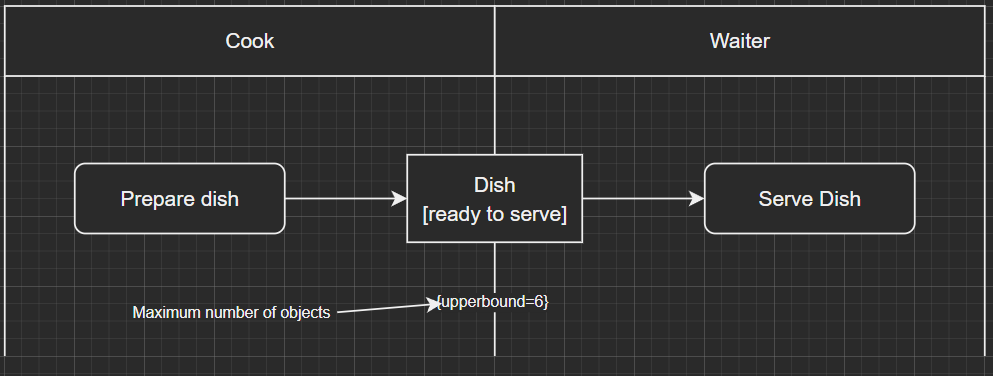 Cook
Waiter
Prepare dish
Dish
[ready to serve]
Serve Dish
Maximum number of objects
{upperbound=6}